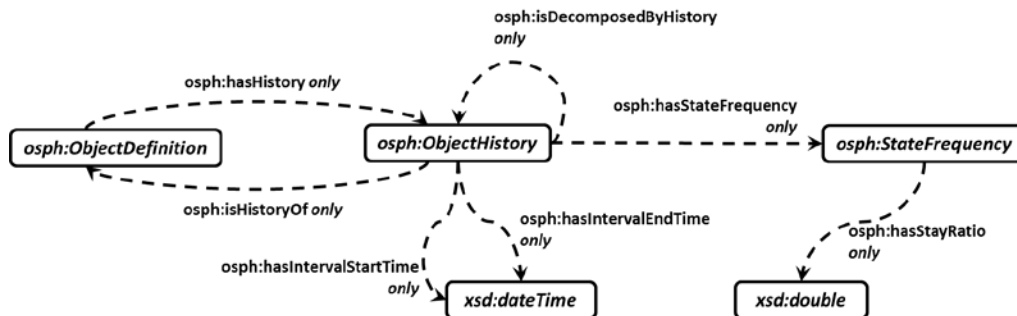 osph:isDecomposedByHistory
only
osph:hasHistory only
osph:hasStateFrequency
only
osph:ObjectDefinition
osph:ObjectHistory
osph:StateFrequency
osph:isHistoryOf only
osph:hasIntervalEndTime
only
osph:hasStayRatio
only
osph:hasIntervalStartTime
only
xsd:dateTime
xsd:double